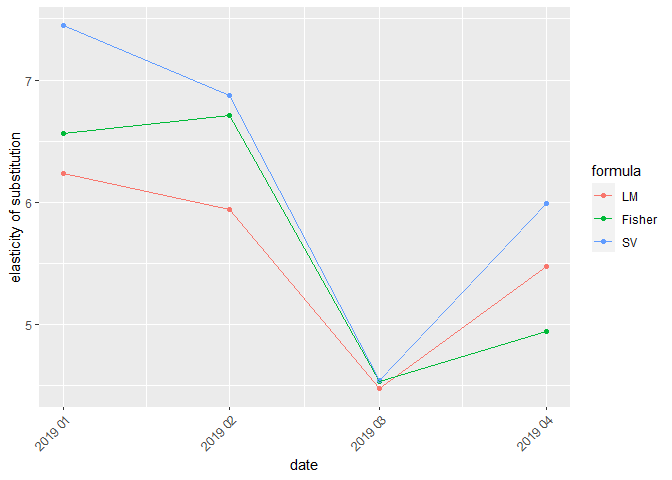 7
6
5
elasticity of substitution
2019 01
2019 02
2019 03
2019 04
date
formula
LM
Fisher
SV